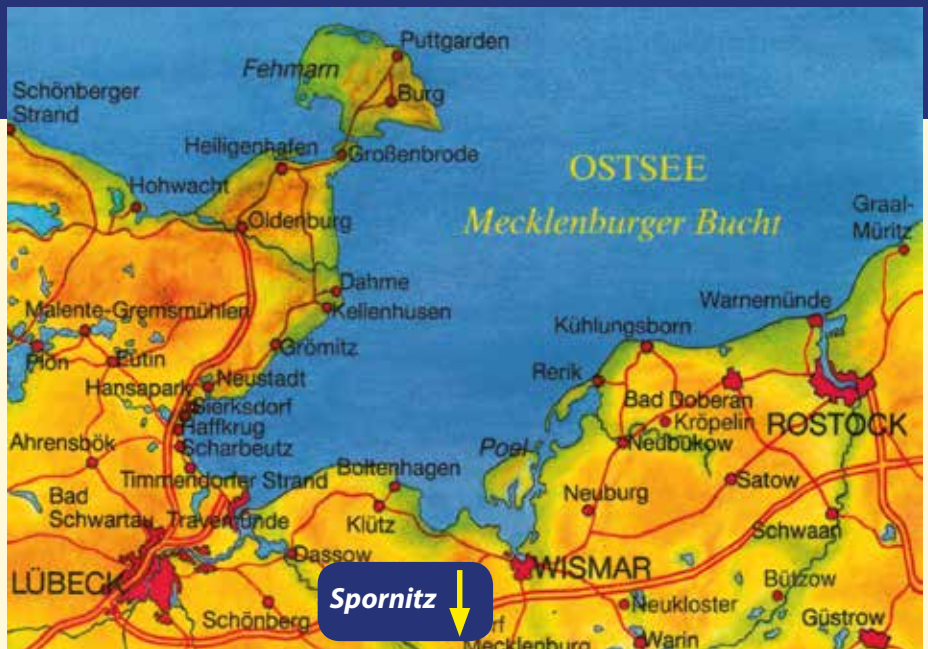 Puttgarden
Fehmarn
Burg
Schönberger
Strand
Heiligenhafen
Großenbrode
OSTSEE
Hohwacht
Mecklenburger Bucht
Graal-
Müritz
Oldenburg
Dahme
Kellenhusen
Warnemünde
Malente-Gremsmühlen
Kühlungsborn
Grömitz
Plön
Eutin
Neustadt
Rerik
Hansapark
Bad Doberan
Sierksdorf
Kröpelin
ROSTOCK
Haffkrug
Ahrensbök
Scharbeutz
Poel
Neubükow
Timmendorfer Strand
Boltenhagen
Satow
Bad
Schwartau
Travemünde
Neuburg
Klütz
Schwaan
Dassow
WISMAR
LÜBECK
Bützow
Spornitz
Neukloster
Schönberg
Güstrow
rf
Mecklenburg
Warin